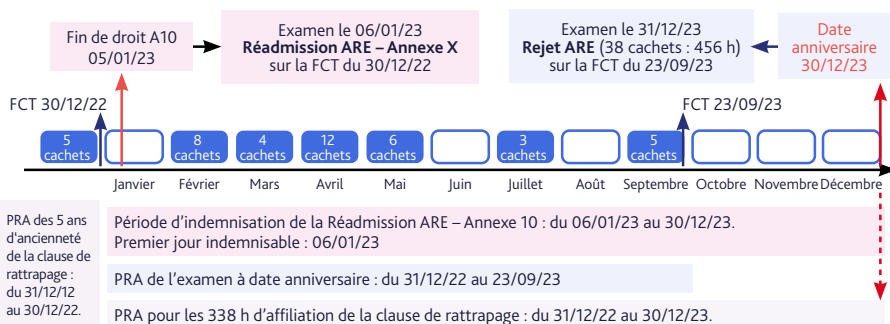 Fin de droit A10
05/01/23
Examen le 06/01/23
Réadmission ARE – Annexe X
sur la FCT du 30/12/22
Examen le 31/12/23
Rejet ARE (38 cachets : 456 h)
sur la FCT du 23/09/23
Date
anniversaire
30/12/23
FCT 30/12/22
FCT 23/09/23
5
cachets
8
cachets
4
cachets
12
cachets
6
cachets
3
cachets
5
cachets
Janvier
Février
Mars
Avril
Mai
Juin
Juillet
Août
Septembre
Octobre
Novembre
Décembre
PRA des 5 ans
d'ancienneté
de la clause de
rattrapage :
du 31/12/12
au 30/12/22.
Période d’indemnisation de la Réadmission ARE – Annexe 10 : du 06/01/23 au 30/12/23.
Premier jour indemnisable : 06/01/23
PRA de l’examen à date anniversaire : du 31/12/22 au 23/09/23
PRA pour les 338 h d’affiliation de la clause de rattrapage : du 31/12/22 au 30/12/23.